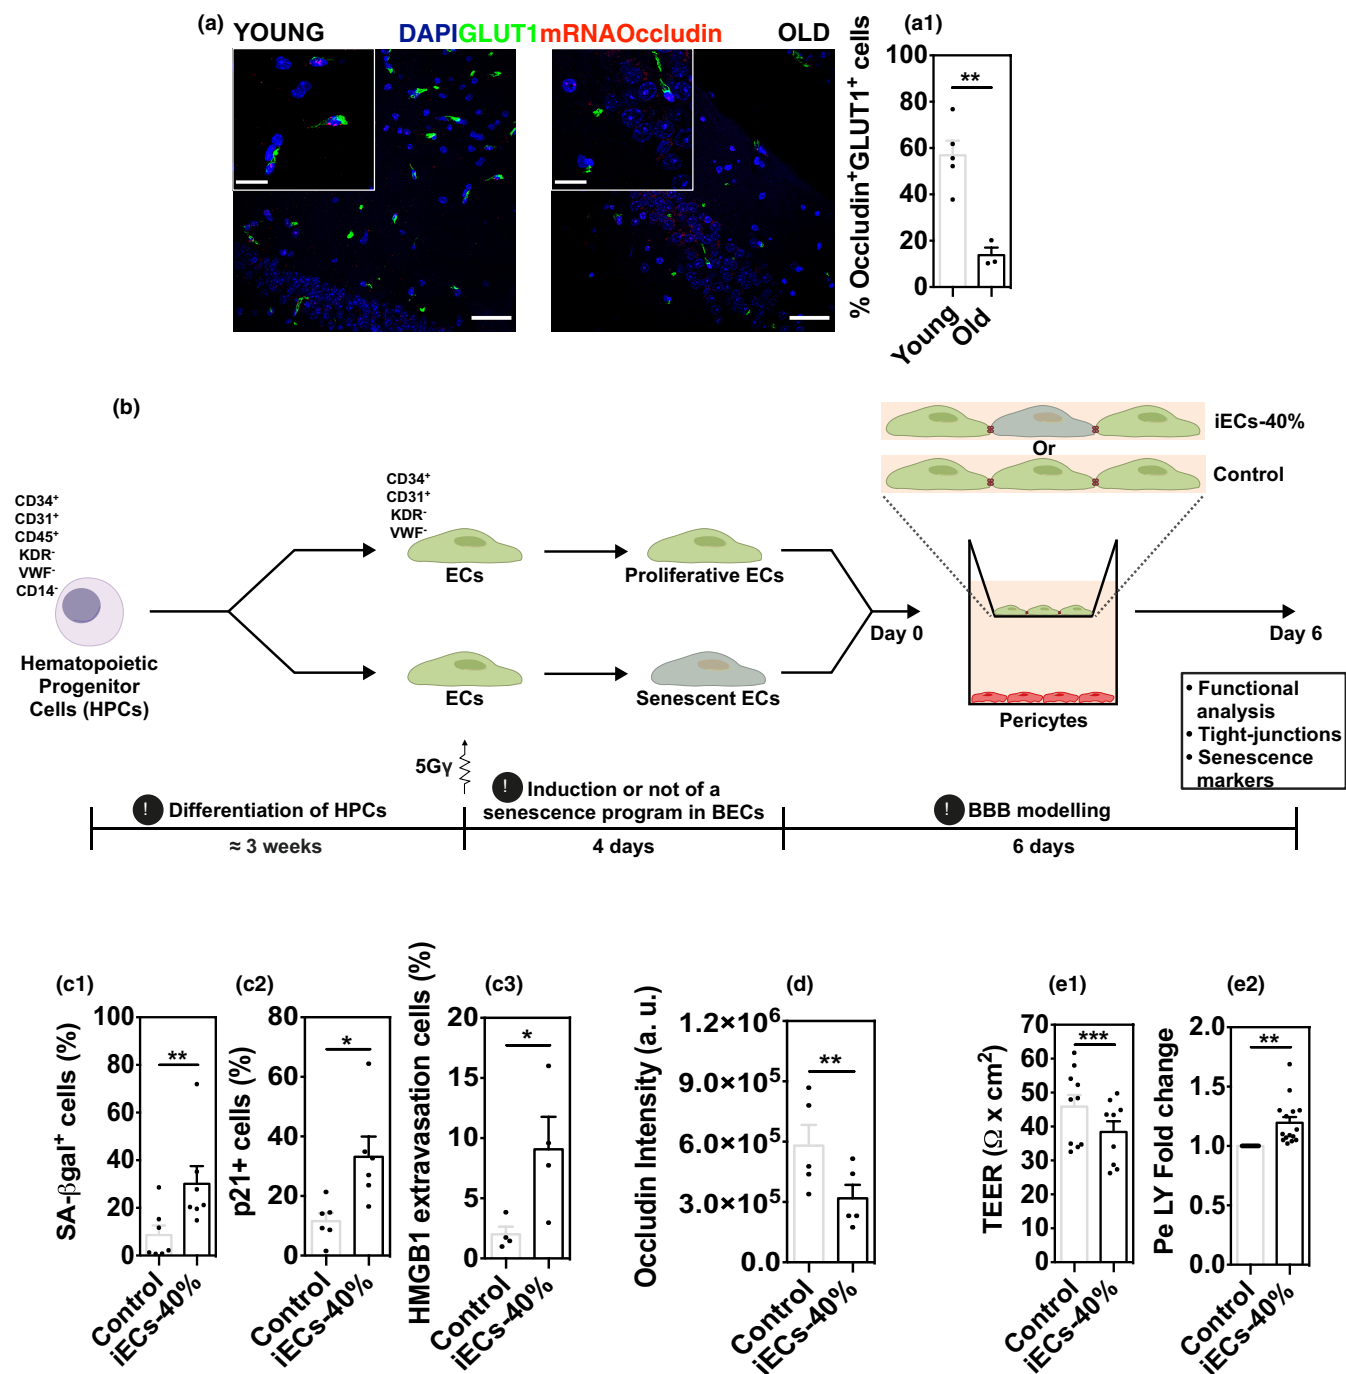 (a)
YOUNG
DAPIGLUT1mRNAOccludin
OLD
(a1)
% Occludin⁺GLUT1⁺ cells
100
80
60
40
20
0
**
Young
Old
(b)
CD34⁺
CD31⁺
CD45⁺
KDR⁻
VWF⁻
CD14⁻
Hematopoietic
Progenitor
Cells (HPCs)
CD34⁺
CD31⁺
KDR⁻
VWF⁻
ECs
Proliferative ECs
ECs
Senescent ECs
Day 0
iECs-40%
Or
Control
Pericytes
Day 6
• Functional
analysis
• Tight-junctions
• Senescence
markers
5Gγ
! Differentiation of HPCs
≈ 3 weeks
! Induction or not of a
senescence program in BECs
4 days
! BBB modelling
6 days
(c1)
SA-βgal⁺ cells (%)
100
80
60
40
20
0
**
Control
iECs-40%
(c2)
p21+ cells (%)
80
60
40
20
0
*
Control
iECs-40%
(c3)
HMGB1 extravasation cells (%)
20
15
10
5
0
*
Control
iECs-40%
(d)
Occludin Intensity (a. u.)
1.2×10⁶
9.0×10⁵
6.0×10⁵
3.0×10⁵
0.0
**
Control
iECs-40%
(e1)
TEER (Ω x cm²)
70
60
50
40
30
20
10
0
***
Control
iECs-40%
(e2)
Pe LY Fold change
2.0
1.5
1.0
0.5
0.0
**
Control
iECs-40%